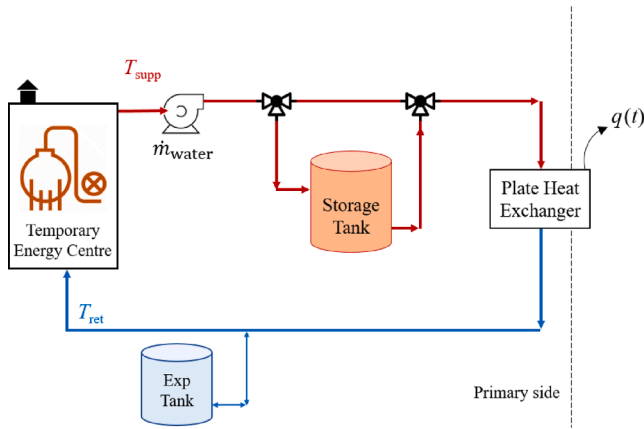 T_supp
ṁ_water
q(t)
Temporary
Energy Centre
Storage
Tank
Plate Heat
Exchanger
T_ret
Exp
Tank
Primary side